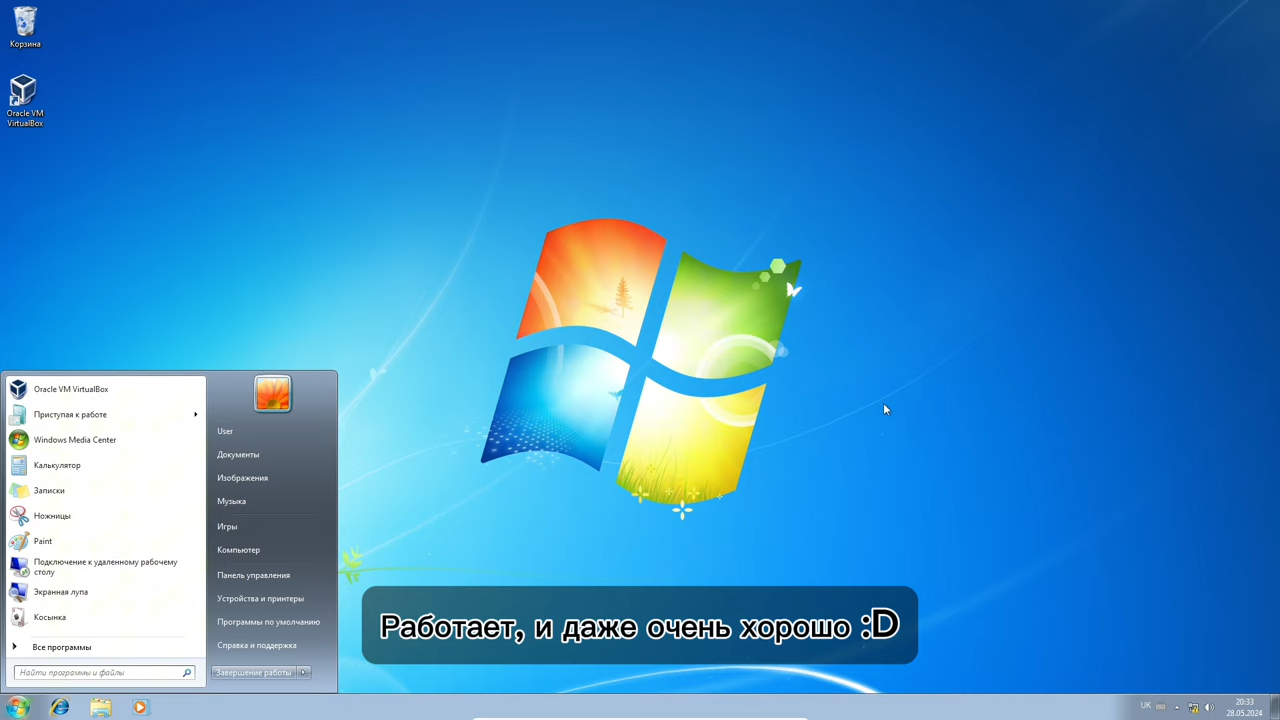 Корзина
Oracle VM
VirtualBox
Oracle VM VirtualBox
Приступая к работе
Windows Media Center
Калькулятор
Записки
Ножницы
Paint
Подключение к удаленному рабочему
столу
Экранная лупа
Косынка
Все программы
Найти программы и файлы
User
Документы
Изображения
Музыка
Игры
Компьютер
Панель управления
Устройства и принтеры
Программы по умолчанию
Справка и поддержка
Завершение работы
Работает, и даже очень хорошо :D
UK
20:33
28.05.2024